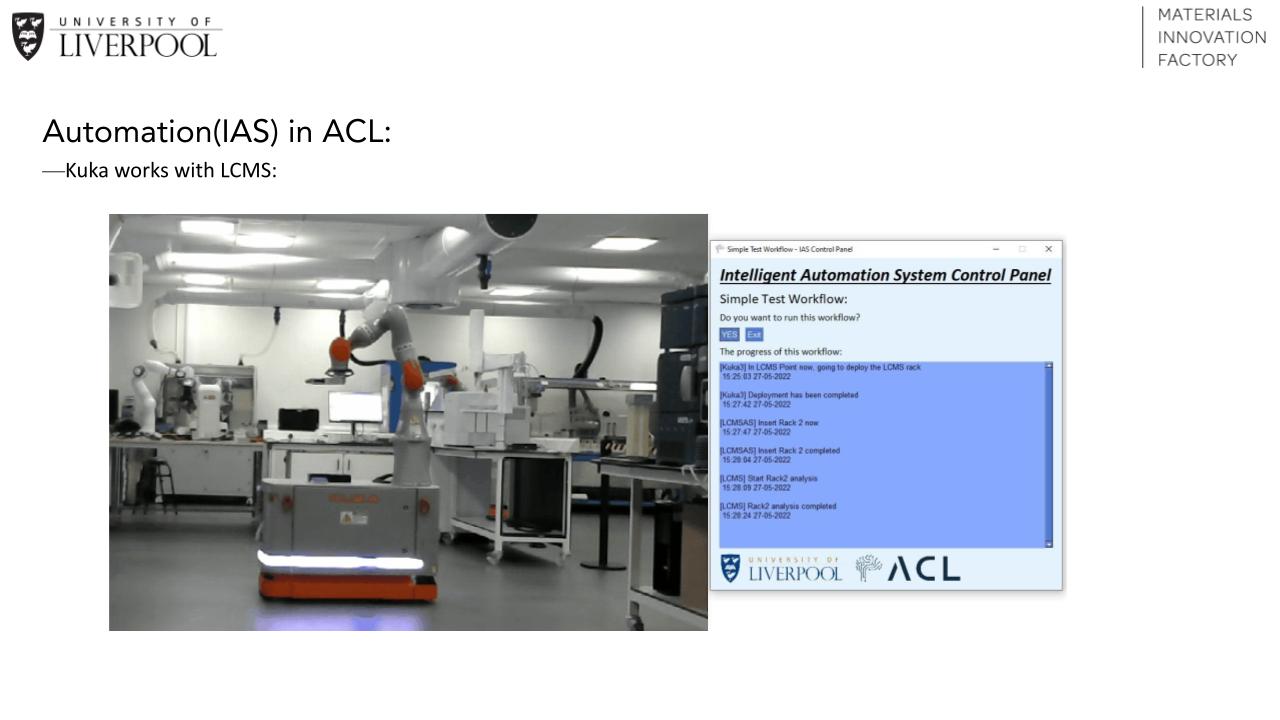 UNIVERSITY OF
LIVERPOOL
MATERIALS
INNOVATION
FACTORY
Automation(IAS) in ACL:
—Kuka works with LCMS:
KUKA
Simple Test Workflow - IAS Control Panel
Intelligent Automation System Control Panel
Simple Test Workflow:
Do you want to run this workflow?
YES Exit
The progress of this workflow:
[Kuka3] In LCMS Point now, going to deploy the LCMS rack
15:25:03 27-05-2022
[Kuka3] Deployment has been completed
15:27:42 27-05-2022
[LCMSAS] Insert Rack 2 now
15:27:47 27-05-2022
[LCMSAS] Insert Rack 2 completed
15:28:04 27-05-2022
[LCMS] Start Rack2 analysis
15:28:09 27-05-2022
[LCMS] Rack2 analysis completed
15:28:24 27-05-2022
UNIVERSITY OF
LIVERPOOL
ACL